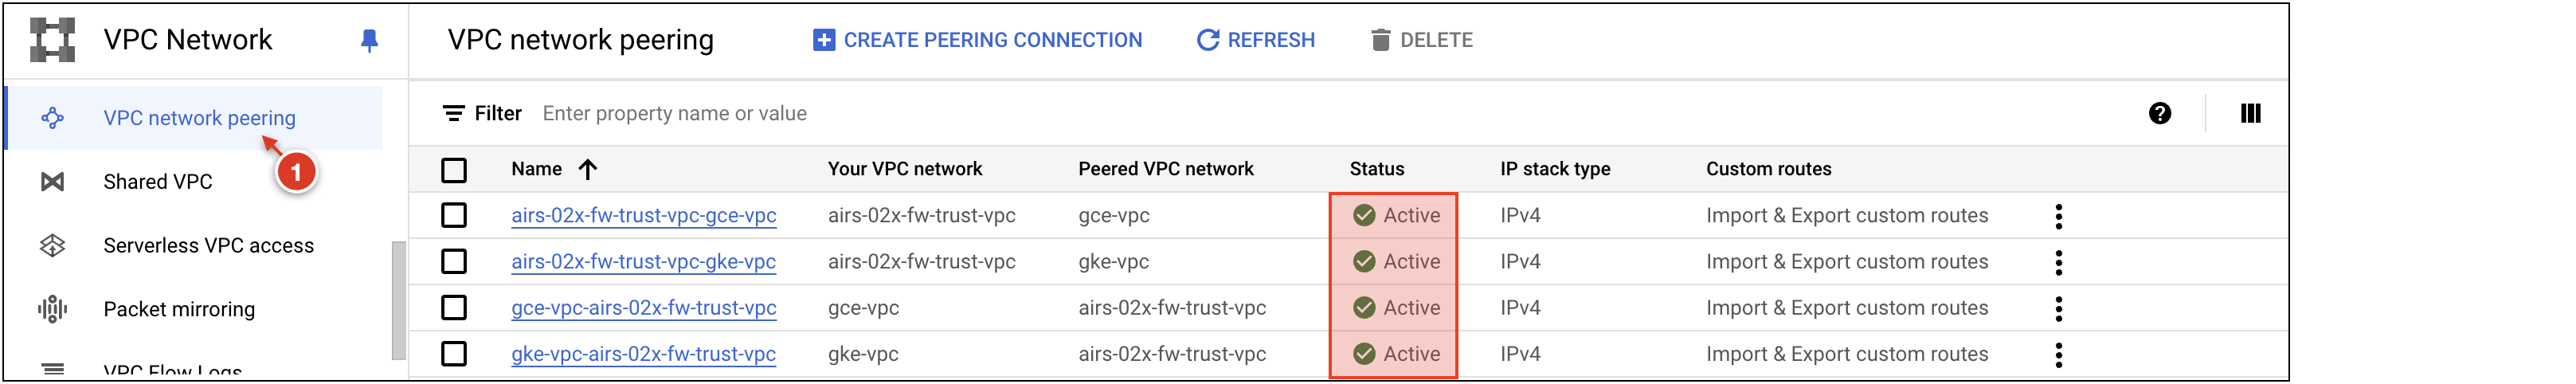 VPC Network
VPC network peering
CREATE PEERING CONNECTION
REFRESH
DELETE
VPC network peering
1
Shared VPC
Serverless VPC access
Packet mirroring
VPC Flow Logs
Filter Enter property name or value
?
Name Your VPC network Peered VPC network Status IP stack type Custom routes
airs-02x-fw-trust-vpc-gce-vpc airs-02x-fw-trust-vpc gce-vpc Active IPv4 Import & Export custom routes
airs-02x-fw-trust-vpc-gke-vpc airs-02x-fw-trust-vpc gke-vpc Active IPv4 Import & Export custom routes
gce-vpc-airs-02x-fw-trust-vpc gce-vpc airs-02x-fw-trust-vpc Active IPv4 Import & Export custom routes
gke-vpc-airs-02x-fw-trust-vpc gke-vpc airs-02x-fw-trust-vpc Active IPv4 Import & Export custom routes